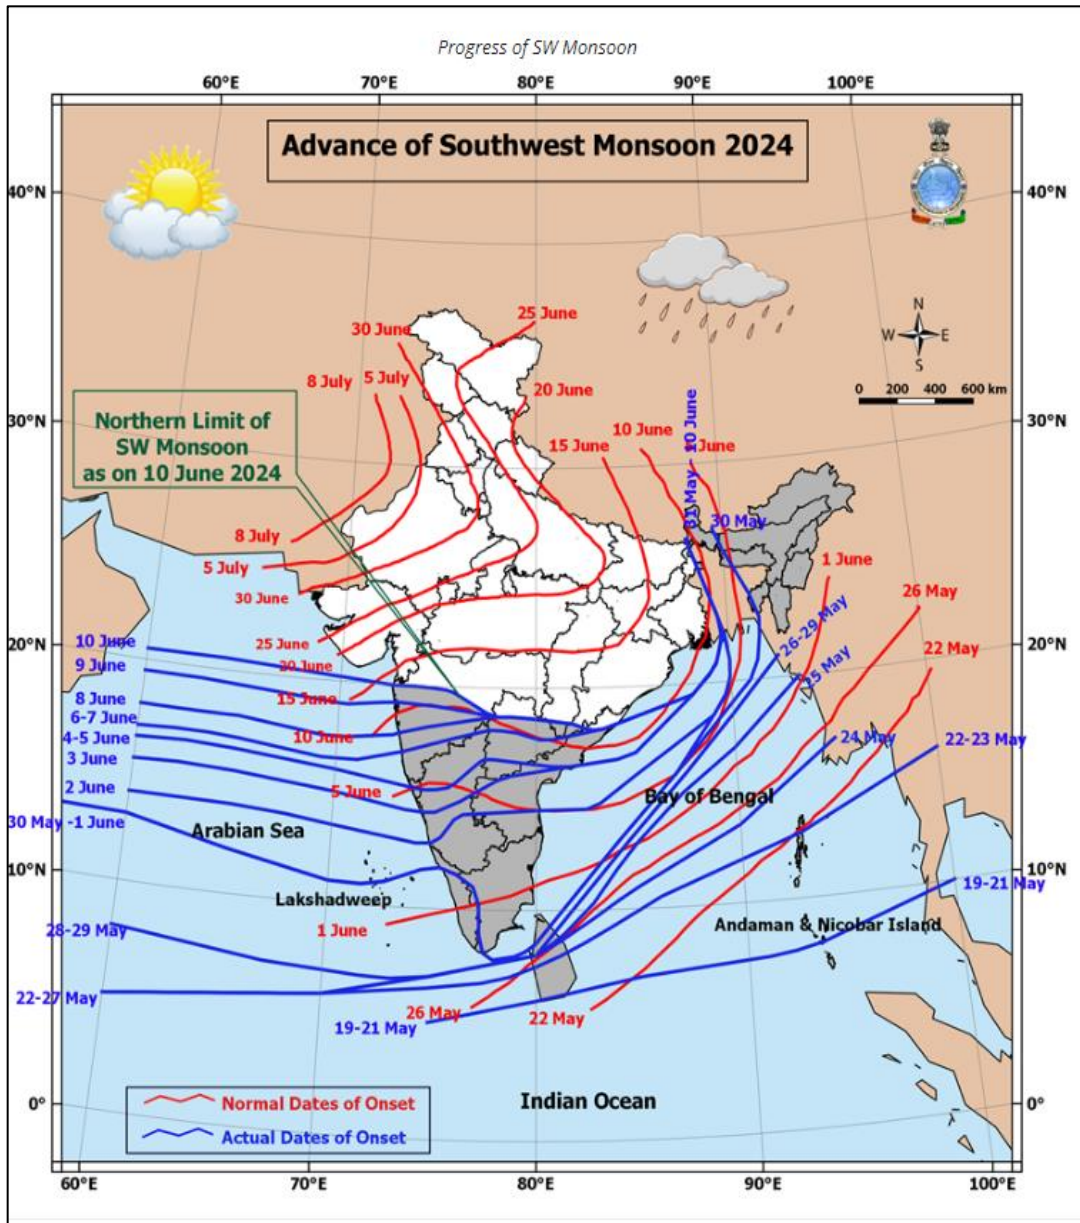 Progress of SW Monsoon
60°E 70°E 80°E 90°E 100°E
Advance of Southwest Monsoon 2024
40°N 40°N
N
W E
S
25 June
30 June
8 July 5 July
20 June
0 200 400 600 km
Northern Limit of
SW Monsoon
as on 10 June 2024
30°N 30°N
10 June
15 June
June
31 May - 10 June
30 May
8 July
5 July
1 June
26 May
30 June
26-29 May
25 May
22 May
25 June
20 June
20°N 20°N
10 June
9 June
8 June
15 June
6-7 June
4-5 June
10 June
24 May
22-23 May
3 June
2 June
5 June
Bay of Bengal
30 May -1 June
Arabian Sea
10°N 10°N
19-21 May
Lakshadweep
28-29 May
1 June
Andaman & Nicobar Island
22-27 May
26 May
22 May
19-21 May
0° 0°
Normal Dates of Onset
Actual Dates of Onset
Indian Ocean
60°E 70°E 80°E 90°E 100°E